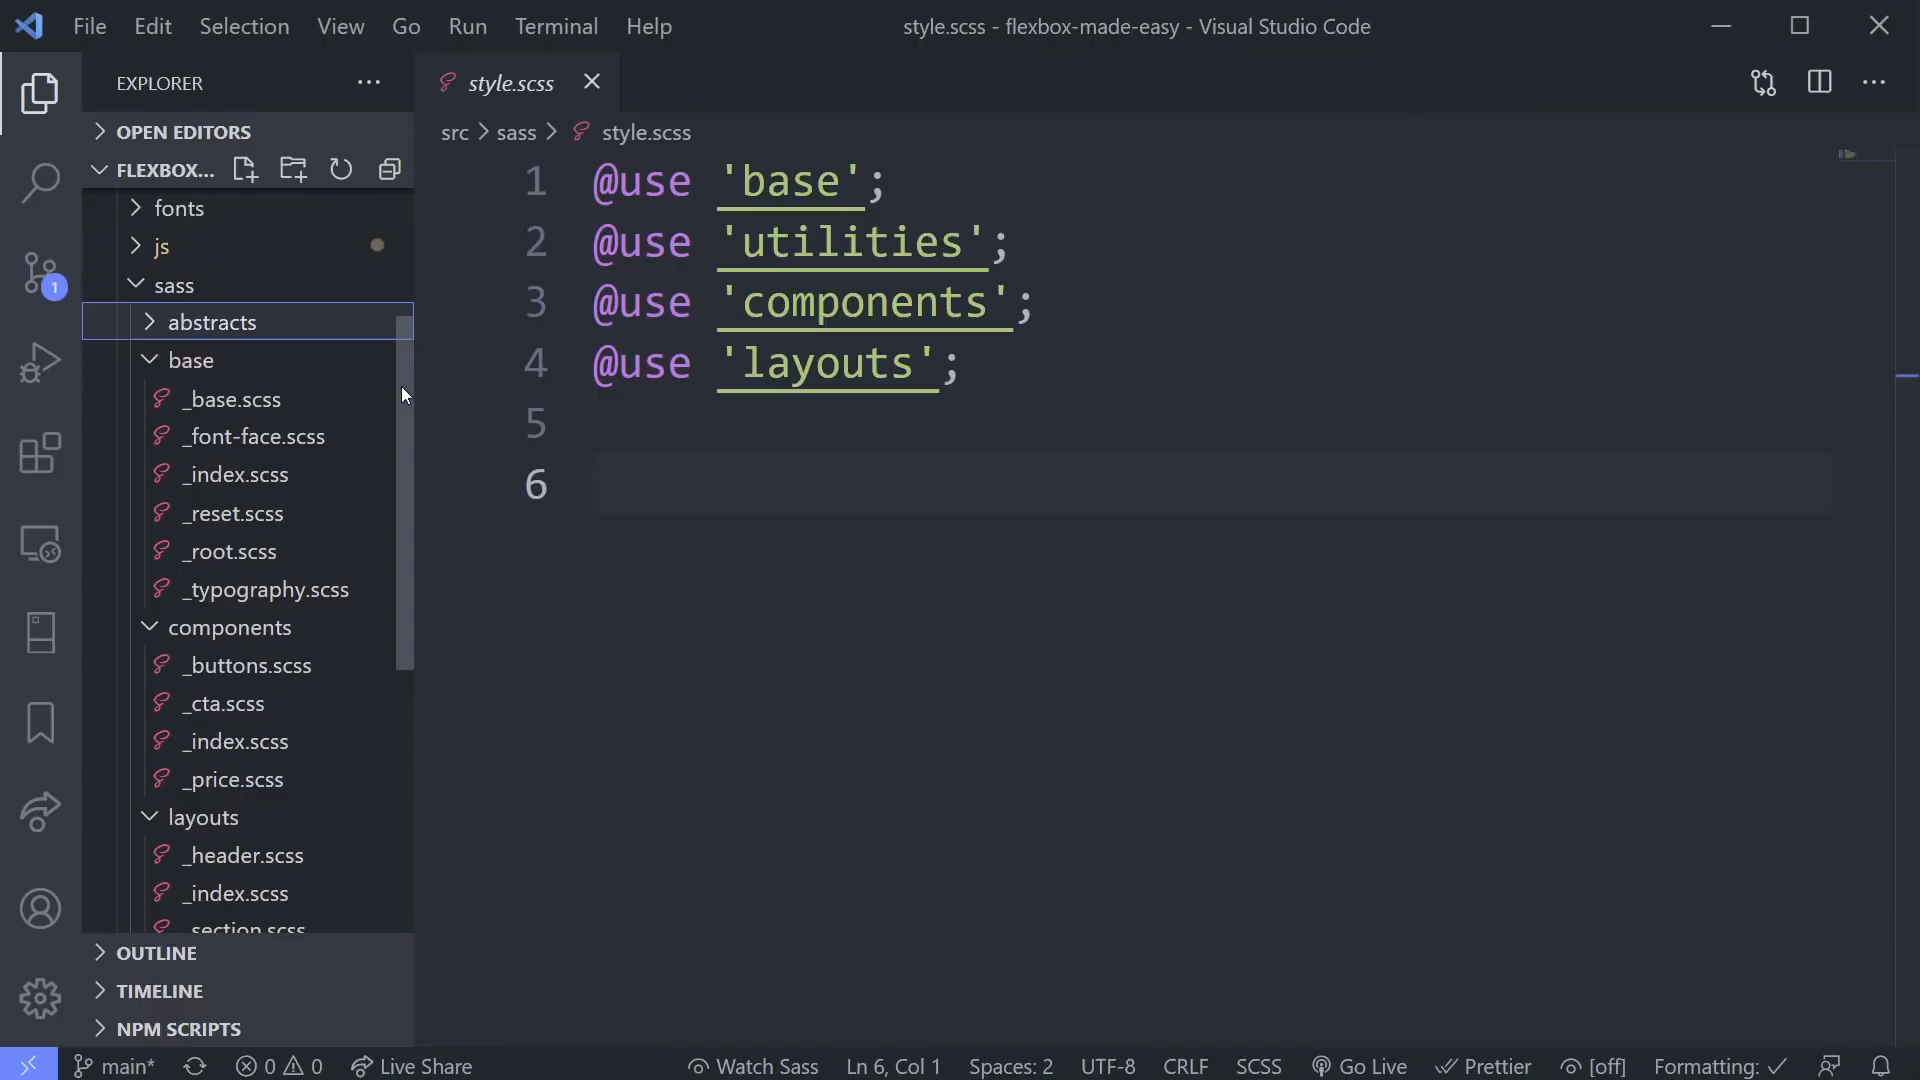 File Edit Selection View Go Run Terminal Help
style.scss - flexbox-made-easy - Visual Studio Code
EXPLORER
style.scss
OPEN EDITORS
src > sass > style.scss
FLEXBOX...
fonts
js
sass
abstracts
base
_base.scss
_font-face.scss
_index.scss
_reset.scss
_root.scss
_typography.scss
components
_buttons.scss
_cta.scss
_index.scss
_price.scss
layouts
_header.scss
_index.scss
_section.scss
OUTLINE
TIMELINE
NPM SCRIPTS
1 @use 'base';
2 @use 'utilities';
3 @use 'components';
4 @use 'layouts';
5
6
1
main* 0 0 Live Share Watch Sass Ln 6, Col 1 Spaces: 2 UTF-8 CRLF SCSS Go Live Prettier [off] Formatting: ✓